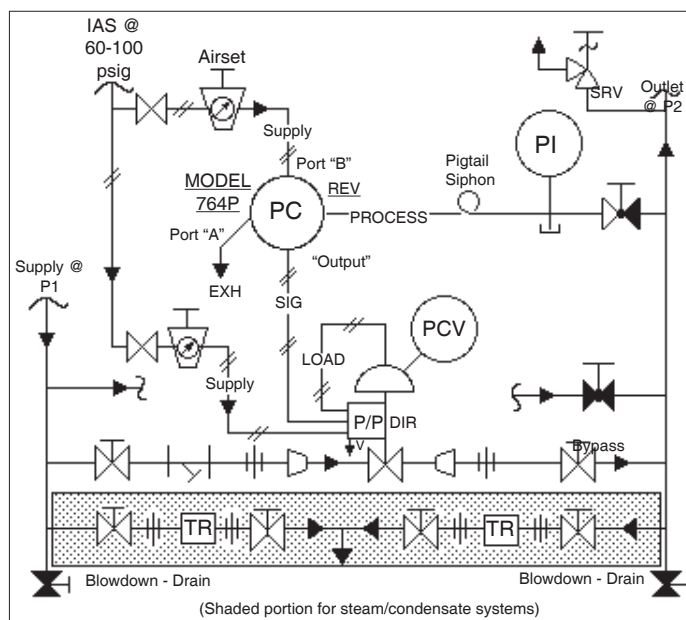 IAS @
60-100
psig
Airset
SRV
Outlet
@ P2
Supply
Port “B”
PI
Pigtail
Siphon
MODEL
764P
REV
PC
PROCESS
Port “A”
“Output”
Supply @
P1
EXH
SIG
PCV
LOAD
Supply
P/P
DIR
V
Bypass
TR
TR
Blowdown - Drain
Blowdown - Drain
(Shaded portion for steam/condensate systems)